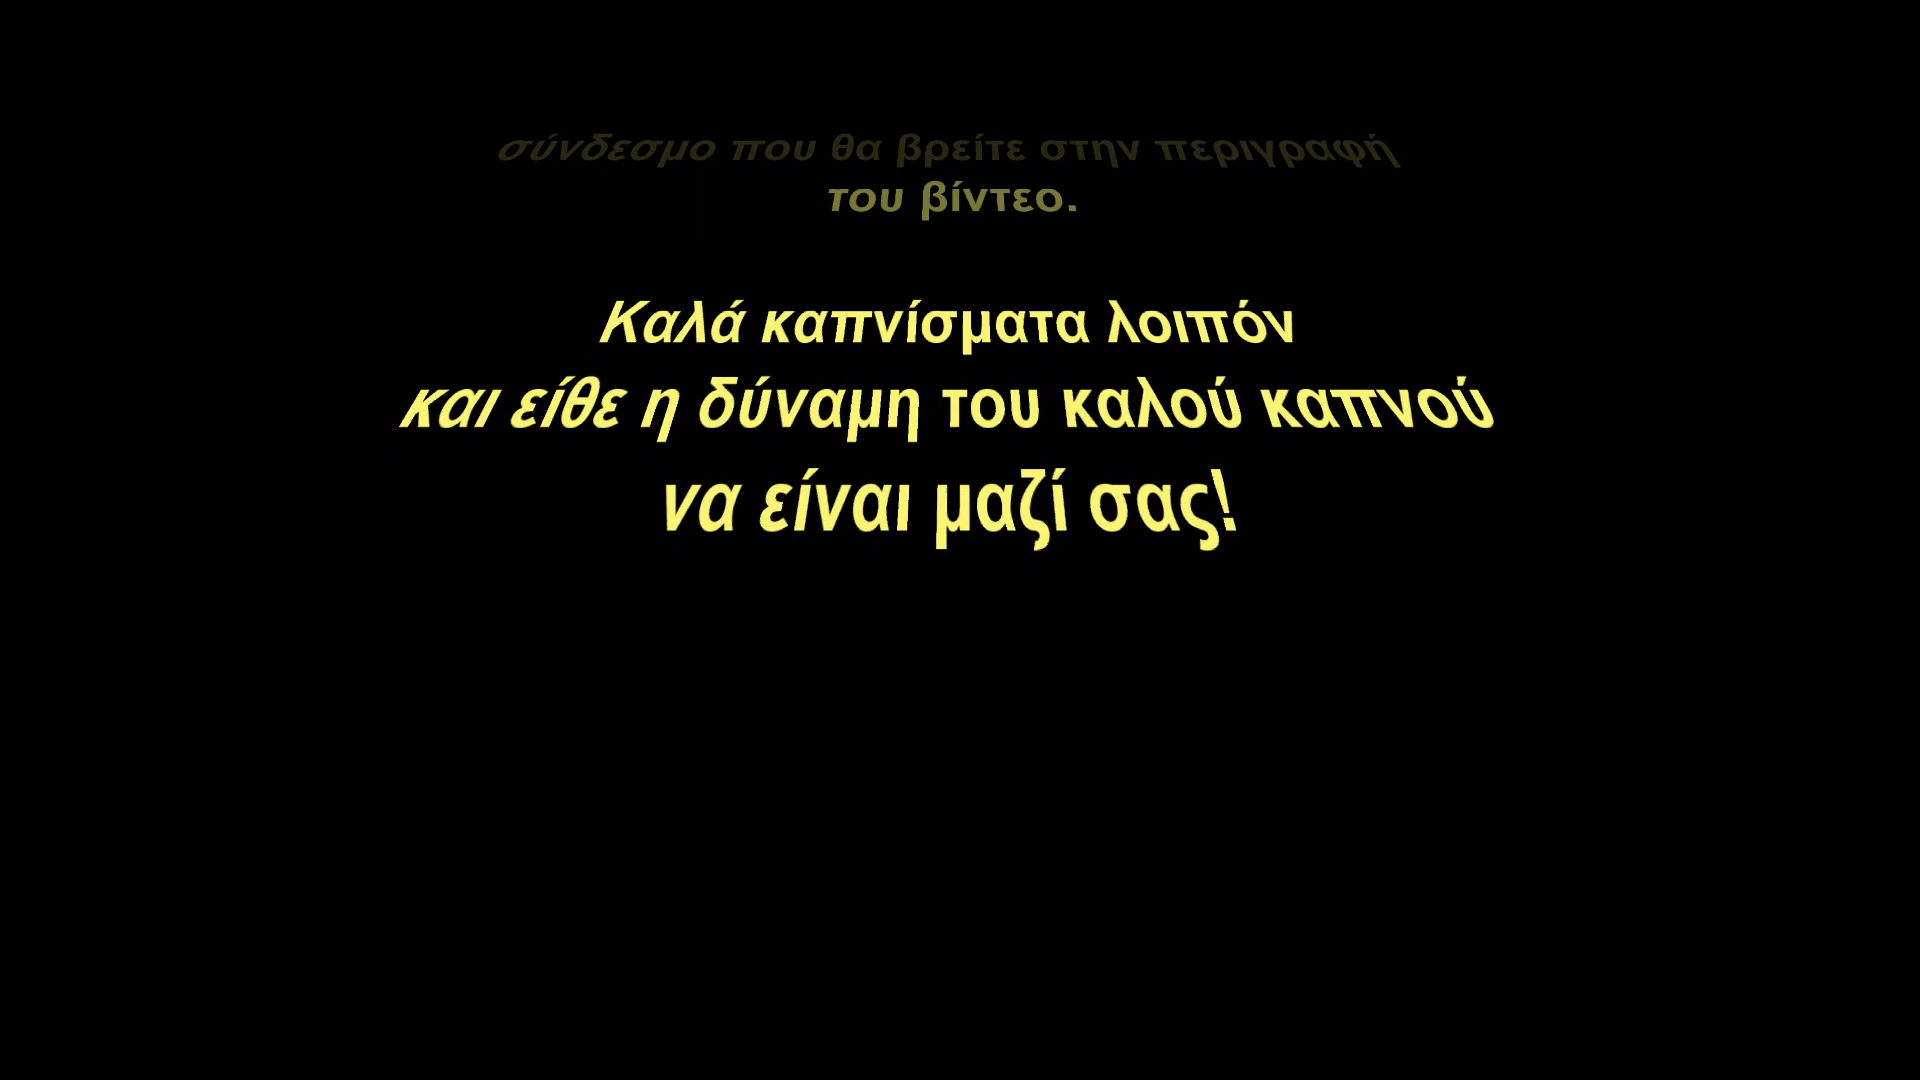 σύνδεσμο που θα βρείτε στην περιγραφή
του βίντεο.
Καλά καπνίσματα λοιπόν
και είθε η δύναμη του καλού καπνού
να είναι μαζί σας!